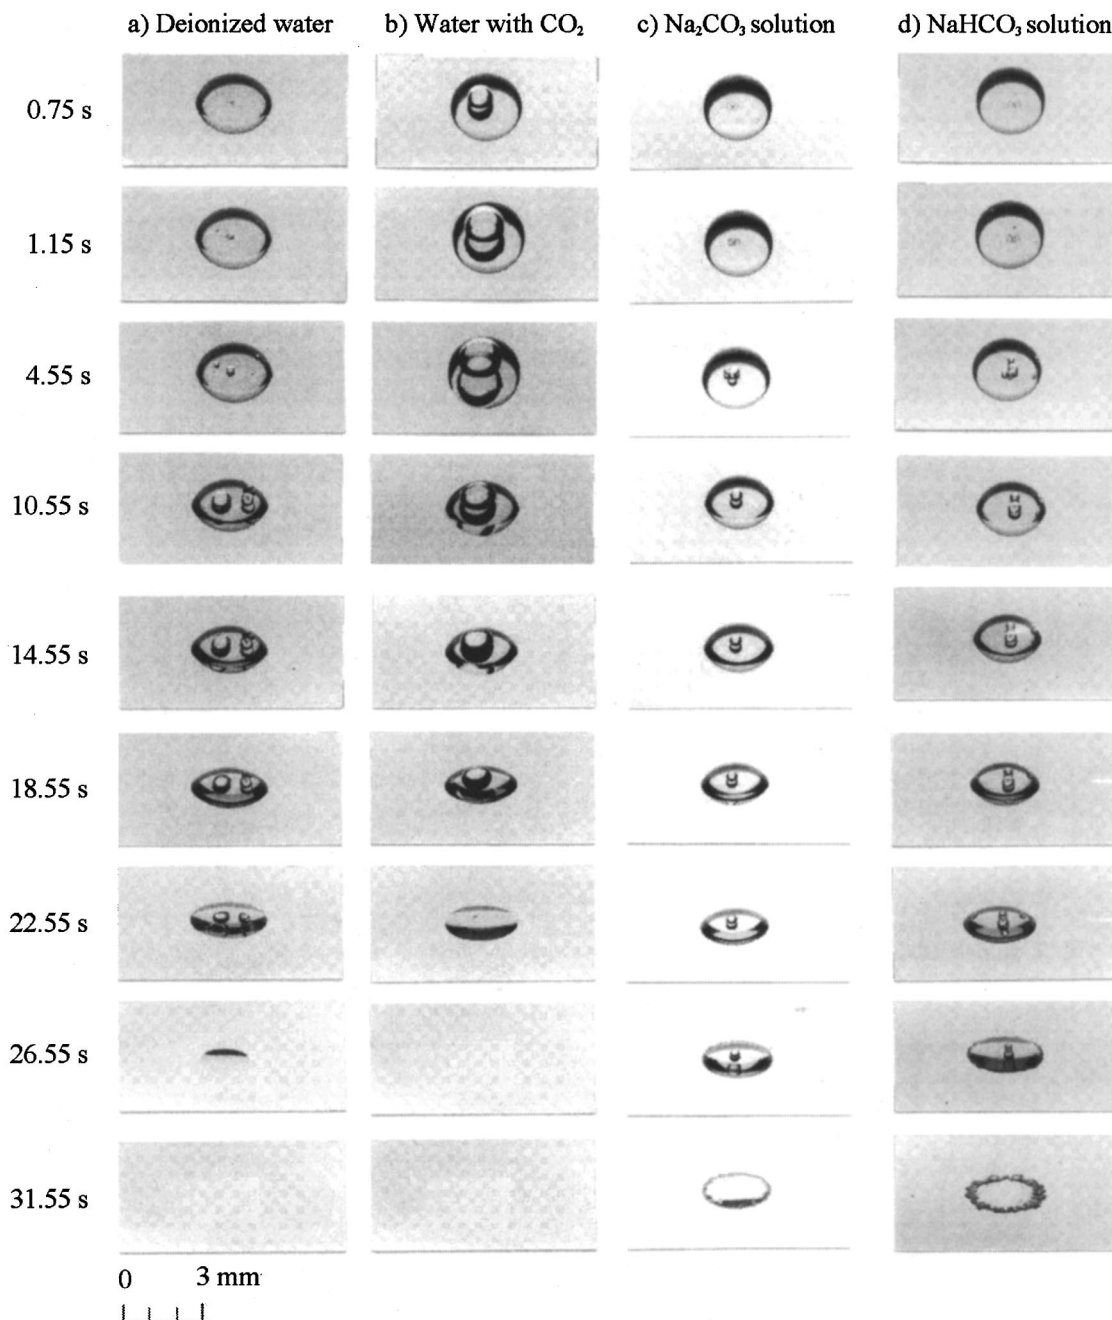 a) Deionized water b) Water with CO₂ c) Na₂CO₃ solution d) NaHCO₃ solution
0.75 s
1.15 s
4.55 s
10.55 s
14.55 s
18.55 s
22.55 s
26.55 s
31.55 s
0 3 mm